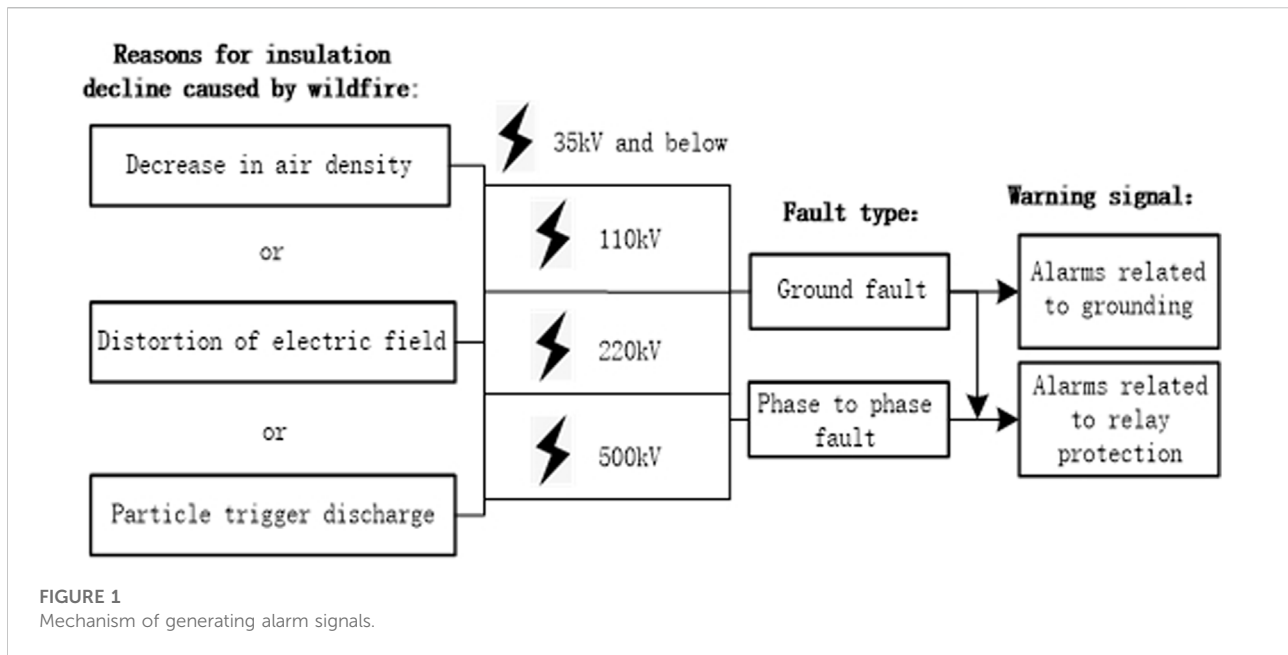 Reasons for insulation
decline caused by wildfire:
Decrease in air density
or
Distortion of electric field
or
Particle trigger discharge
35kV and below
110kV
220kV
500kV
Fault type:
Ground fault
Phase to phase
fault
Warning signal:
Alarms related
to grounding
Alarms related
to relay
protection
FIGURE 1
Mechanism of generating alarm signals.